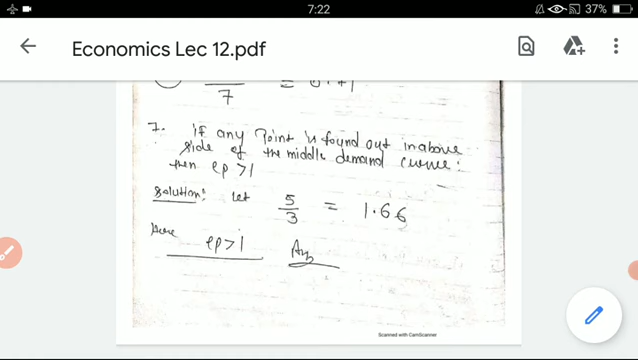 7:22
37%
Economics Lec 12.pdf
7
7. if any Point is found out in above
side of the middle demand curve:
then ep >1
Solution: Let 5/3 = 1.66
Here
ep>1 Ans
Scanned with CamScanner